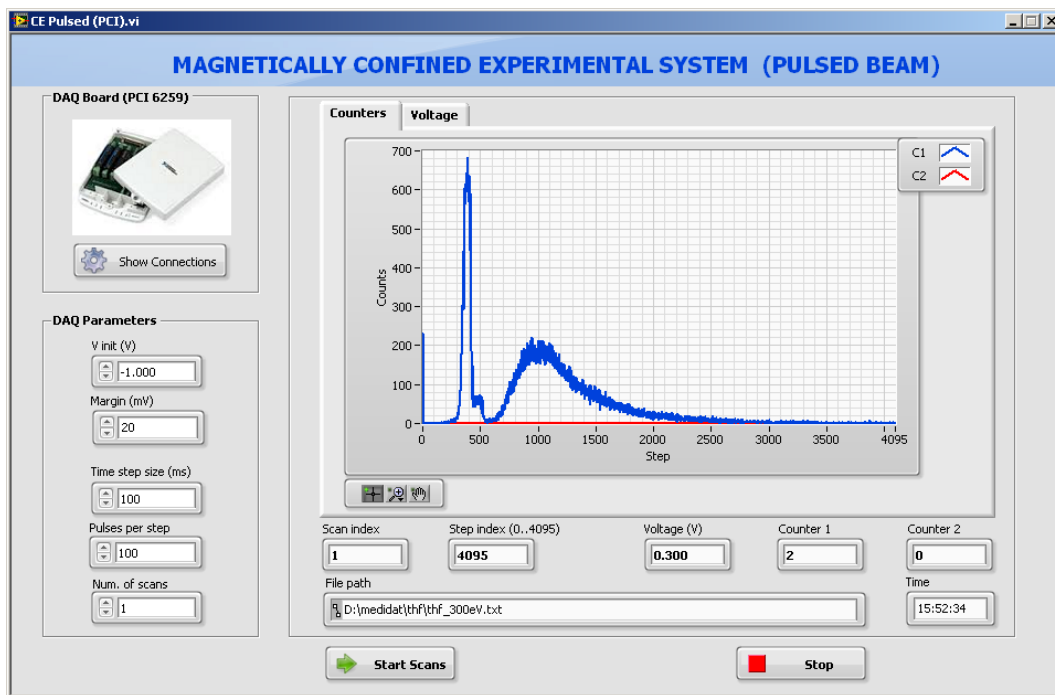 CE Pulsed (PCI).vi
MAGNETICALLY CONFINED EXPERIMENTAL SYSTEM (PULSED BEAM)
DAQ Board (PCI 6259)
Show Connections
DAQ Parameters
V init (V)
-1.000
Margin (mV)
20
Time step size (ms)
100
Pulses per step
100
Num. of scans
1
Counters Voltage
C1
C2
700
600
500
400
300
200
100
0
Counts
0 500 1000 1500 2000 2500 3000 3500 4095
Step
Scan index Step index (0..4095) Voltage (V) Counter 1 Counter 2
1 4095 0.300 2 0
File path Time
D:\medidat\thf\thf_300eV.txt 15:52:34
Start Scans Stop